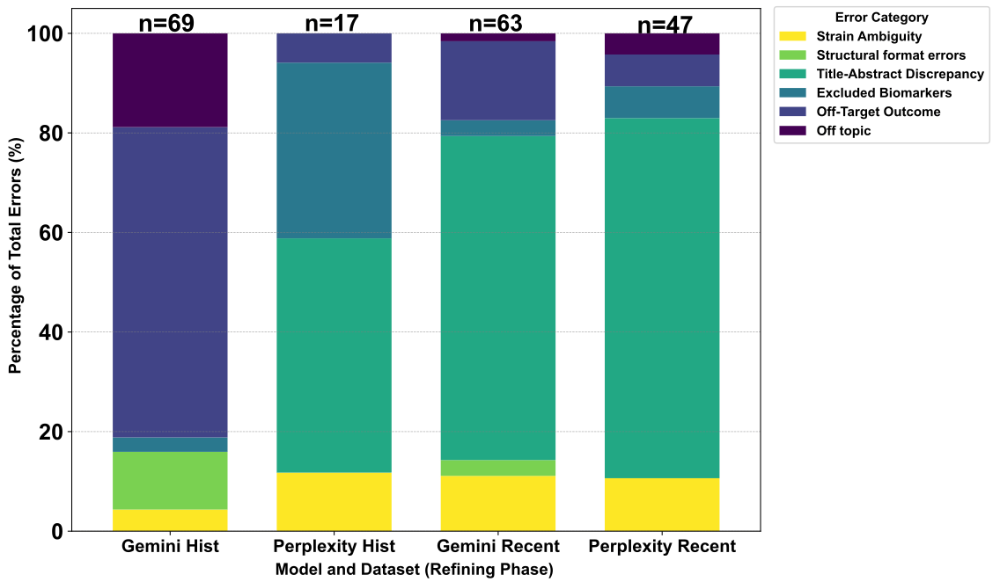 n=69
n=17
n=63
n=47
Percentage of Total Errors (%)
100
80
60
40
20
0
Gemini Hist
Perplexity Hist
Gemini Recent
Perplexity Recent
Model and Dataset (Refining Phase)
Error Category
Strain Ambiguity
Structural format errors
Title-Abstract Discrepancy
Excluded Biomarkers
Off-Target Outcome
Off topic